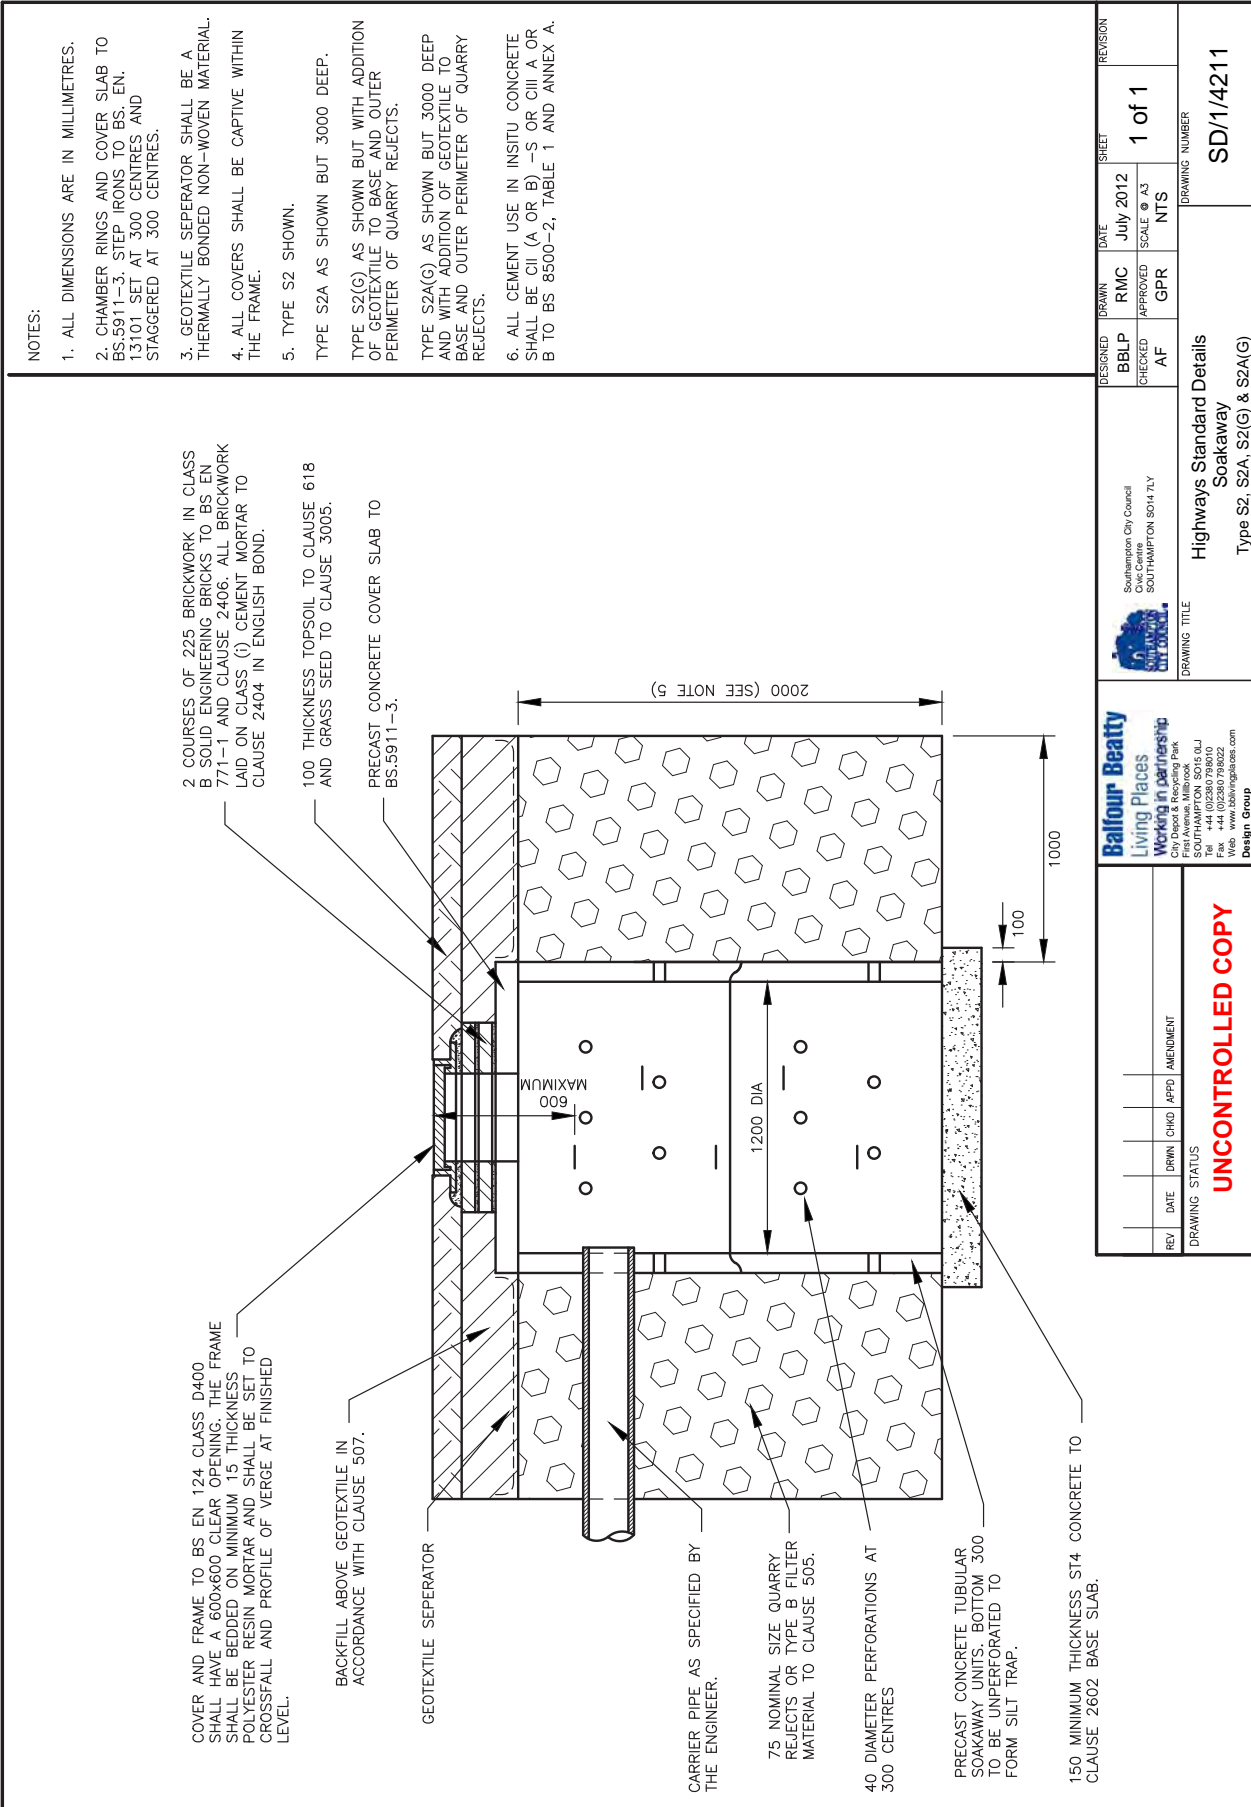 COVER AND FRAME TO BS EN 124 CLASS D400
SHALL HAVE A 600x600 CLEAR OPENING. THE FRAME
SHALL BE BEDDED ON MINIMUM 15 THICKNESS
POLYESTER RESIN MORTAR AND SHALL BE SET TO
CROSSFALL AND PROFILE OF VERGE AT FINISHED
LEVEL.
BACKFILL ABOVE GEOTEXTILE IN
ACCORDANCE WITH CLAUSE 507.
GEOTEXTILE SEPERATOR
CARRIER PIPE AS SPECIFIED BY
THE ENGINEER.
75 NOMINAL SIZE QUARRY
REJECTS OR TYPE B FILTER
MATERIAL TO CLAUSE 505.
40 DIAMETER PERFORATIONS AT
300 CENTRES
PRECAST CONCRETE TUBULAR
SOAKAWAY UNITS. BOTTOM 300
TO BE UNPERFORATED TO
FORM SILT TRAP.
150 MINIMUM THICKNESS ST4 CONCRETE TO
CLAUSE 2602 BASE SLAB.
2 COURSES OF 225 BRICKWORK IN CLASS
B SOLID ENGINEERING BRICKS TO BS EN
771-1 AND CLAUSE 2406. ALL BRICKWORK
LAID ON CLASS (i) CEMENT MORTAR TO
CLAUSE 2404 IN ENGLISH BOND.
100 THICKNESS TOPSOIL TO CLAUSE 618
AND GRASS SEED TO CLAUSE 3005.
PRECAST CONCRETE COVER SLAB TO
BS.5911-3.
600
MAXIMUM
1200 DIA
2000 (SEE NOTE 5)
100
1000
NOTES:
1. ALL DIMENSIONS ARE IN MILLIMETRES.
2. CHAMBER RINGS AND COVER SLAB TO
BS.5911-3. STEP IRONS TO BS. EN.
13101 SET AT 300 CENTRES AND
STAGGERED AT 300 CENTRES.
3. GEOTEXTILE SEPERATOR SHALL BE A
THERMALLY BONDED NON-WOVEN MATERIAL.
4. ALL COVERS SHALL BE CAPTIVE WITHIN
THE FRAME.
5. TYPE S2 SHOWN.
TYPE S2A AS SHOWN BUT 3000 DEEP.
TYPE S2(G) AS SHOWN BUT WITH ADDITION
OF GEOTEXTILE TO BASE AND OUTER
PERIMETER OF QUARRY REJECTS.
TYPE S2A(G) AS SHOWN BUT 3000 DEEP
AND WITH ADDITION OF GEOTEXTILE TO
BASE AND OUTER PERIMETER OF QUARRY
REJECTS.
6. ALL CEMENT USE IN INSITU CONCRETE
SHALL BE CII (A OR B) -S OR CIII A OR
B TO BS 8500-2, TABLE 1 AND ANNEX A.
REV DATE DRWN CHKD APPD AMENDMENT
DRAWING STATUS
UNCONTROLLED COPY
Balfour Beatty
Living Places
Working in partnership
City Depot & Recycling Park
First Avenue, Millbrook
SOUTHAMPTON SO15 0LJ
Tel +44 (0)2380 798010
Fax +44 (0)2380 798022
Web www.bblivingplaces.com
Design Group
SOUTHAMPTON
CITY COUNCIL
Southampton City Council
Civic Centre
SOUTHAMPTON SO14 7LY
DRAWING TITLE
Highways Standard Details
Soakaway
Type S2, S2A, S2(G) & S2A(G)
DESIGNED
BBLP
DRAWN
RMC
DATE
July 2012
SHEET
1 of 1
REVISION
CHECKED
AF
APPROVED
GPR
SCALE @ A3
NTS
DRAWING NUMBER
SD/1/4211